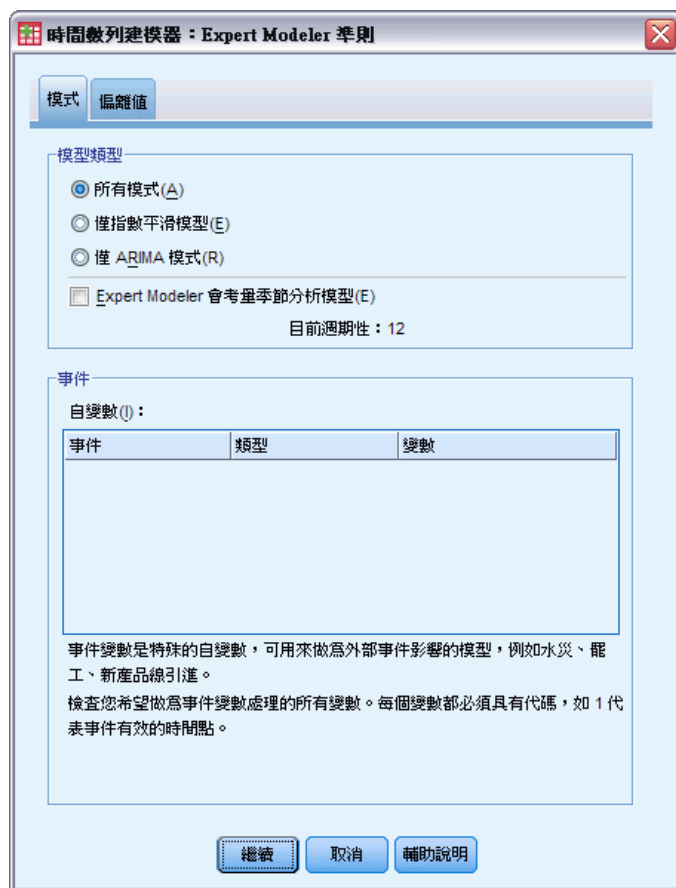 時間數列建模器：Expert Modeler 準則
模式 偏離值
模型類型
所有模式(A)
僅指數平滑模型(E)
僅 ARIMA 模式(R)
Expert Modeler 會考量季節分析模型(E)
目前週期性：12
事件
自變數(I)：
事件 類型 變數
事件變數是特殊的自變數，可用來做為外部事件影響的模型，例如水災、罷
工、新產品線引進。
檢查您希望做為事件變數處理的所有變數。每個變數都必須具有代碼，如 1 代
表事件有效的時間點。
繼續 取消 輔助說明